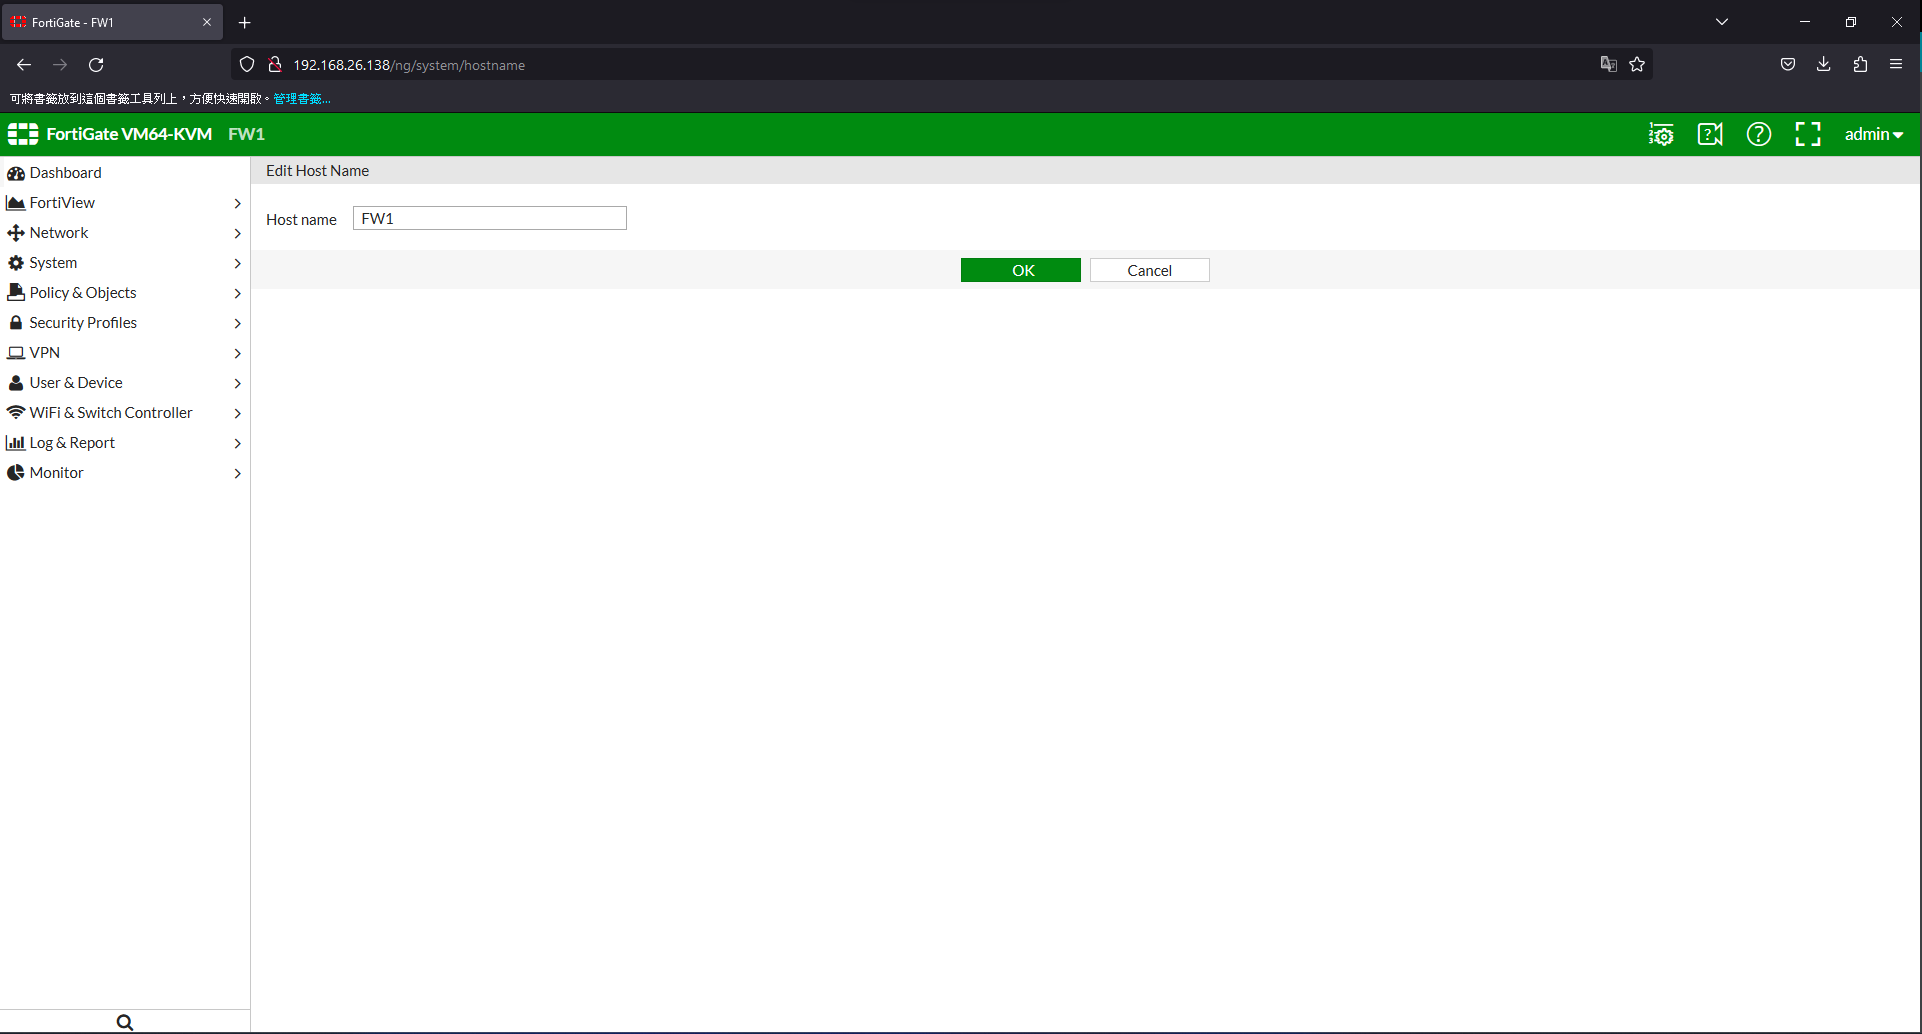 FortiGate - FW1
192.168.26.138/ng/system/hostname
可將書籤放到這個書籤工具列上，方便快速開啟。管理書籤...
FortiGate VM64-KVM FW1
admin
Dashboard
FortiView
Network
System
Policy & Objects
Security Profiles
VPN
User & Device
WiFi & Switch Controller
Log & Report
Monitor
Edit Host Name
Host name FW1
OK Cancel